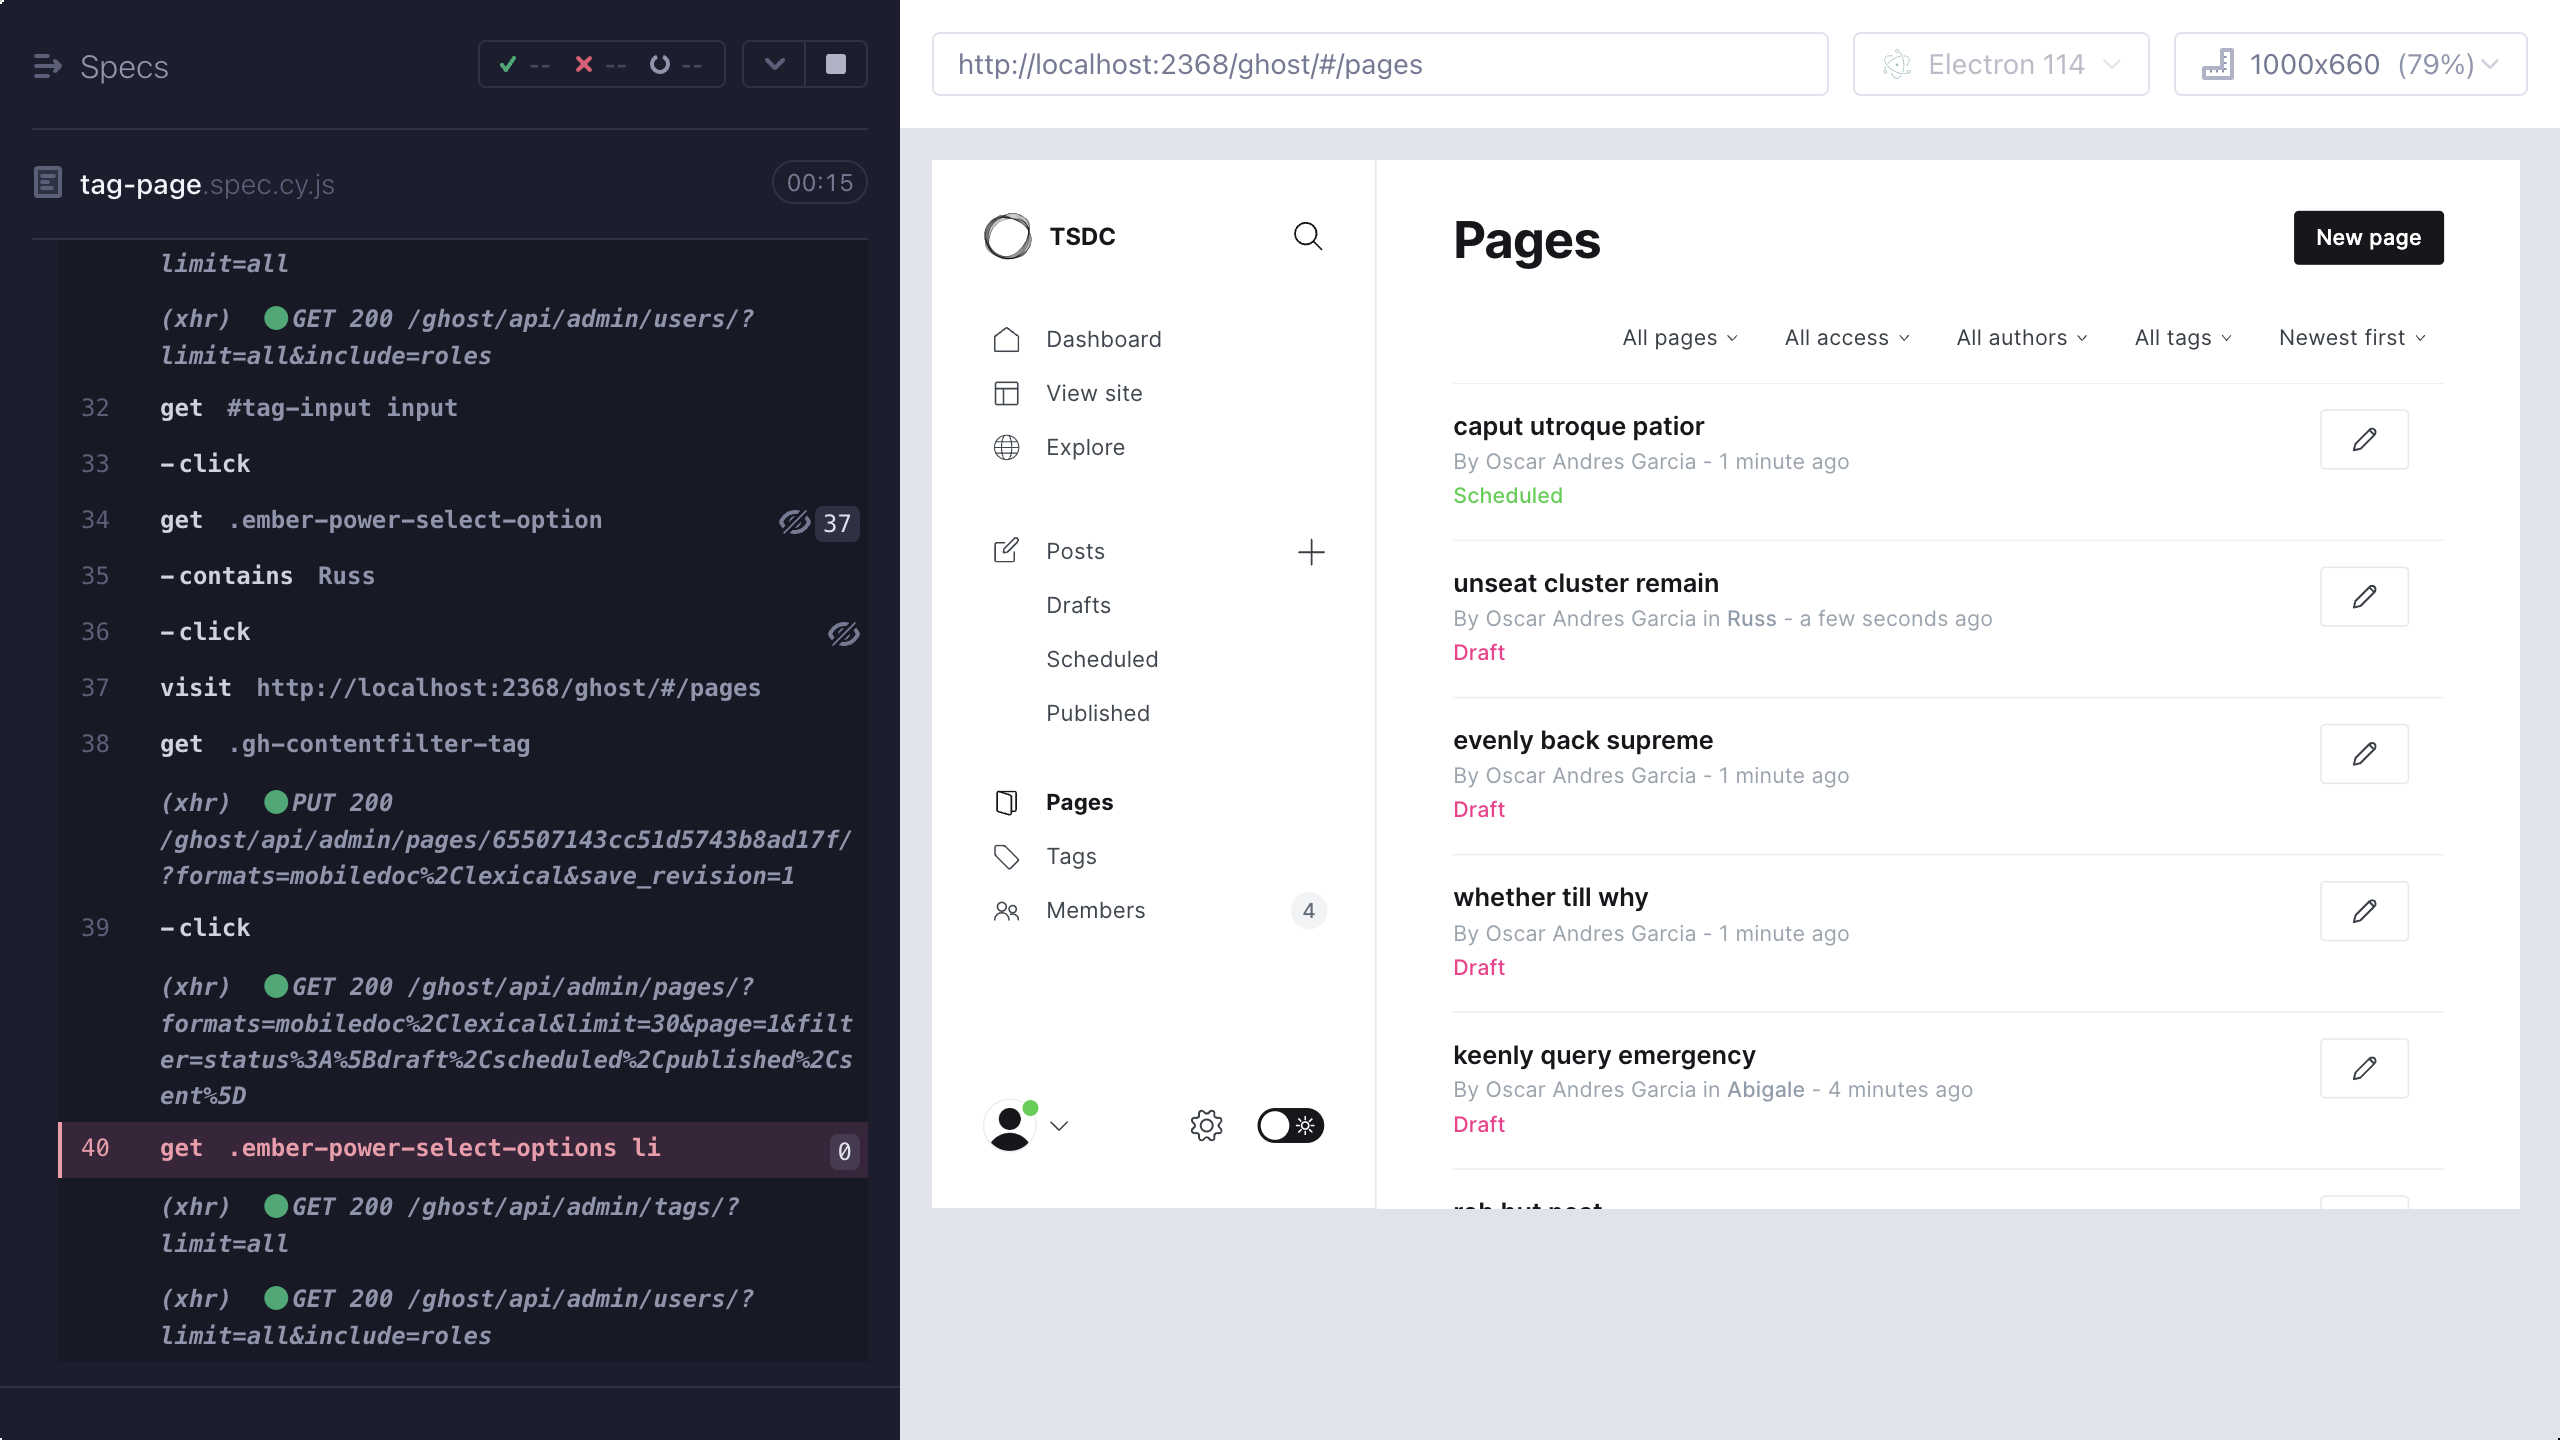 Specs
--
--
--
tag-page.spec.cy.js
00:15
limit=all
(xhr) GET 200 /ghost/api/admin/users/?
limit=all&include=roles
32 get #tag-input input
33 -click
34 get .ember-power-select-option 37
35 -contains Russ
36 -click
37 visit http://localhost:2368/ghost/#/pages
38 get .gh-contentfilter-tag
(xhr) PUT 200
/ghost/api/admin/pages/65507143cc51d5743b8ad17f/
?formats=mobiledoc%2Clexical&save_revision=1
39 -click
(xhr) GET 200 /ghost/api/admin/pages/?
formats=mobiledoc%2Clexical&limit=30&page=1&filt
er=status%3A%5Bdraft%2Cscheduled%2Cpublished%2Cs
ent%5D
40 get .ember-power-select-options li 0
(xhr) GET 200 /ghost/api/admin/tags/?
limit=all
(xhr) GET 200 /ghost/api/admin/users/?
limit=all&include=roles
http://localhost:2368/ghost/#/pages
Electron 114
1000x660 (79%)
TSDC
Dashboard
View site
Explore
Posts
Drafts
Scheduled
Published
Pages
Tags
Members 4
Pages
New page
All pages
All access
All authors
All tags
Newest first
caput utroque patior
By Oscar Andres Garcia - 1 minute ago
Scheduled
unseat cluster remain
By Oscar Andres Garcia in Russ - a few seconds ago
Draft
evenly back supreme
By Oscar Andres Garcia - 1 minute ago
Draft
whether till why
By Oscar Andres Garcia - 1 minute ago
Draft
keenly query emergency
By Oscar Andres Garcia in Abigale - 4 minutes ago
Draft